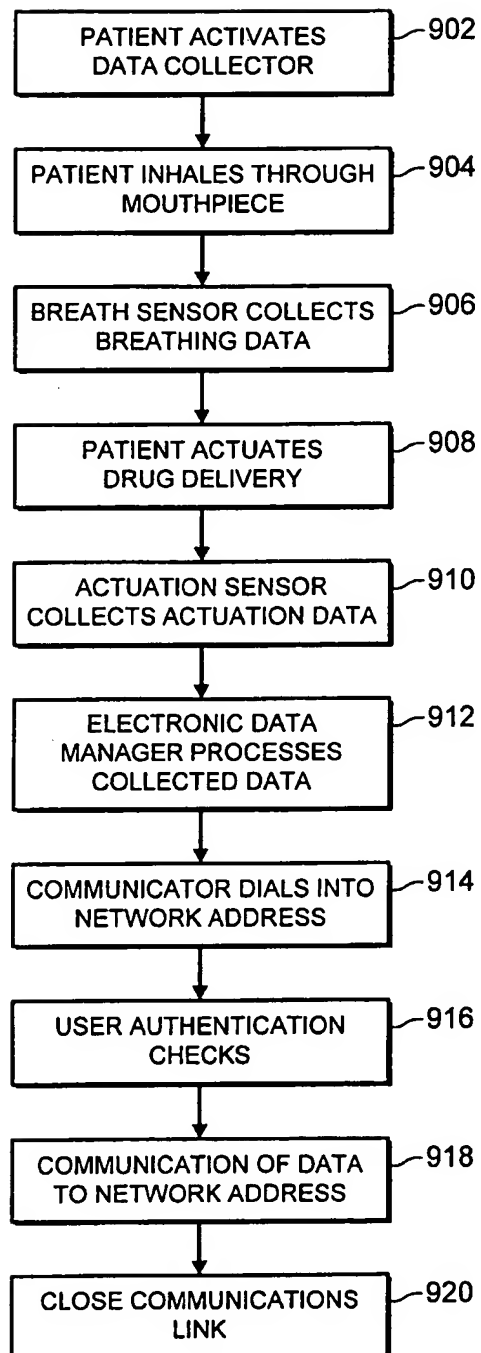 PATIENT ACTIVATES
DATA COLLECTOR
902
PATIENT INHALES THROUGH
MOUTHPIECE
904
BREATH SENSOR COLLECTS
BREATHING DATA
906
PATIENT ACTUATES
DRUG DELIVERY
908
ACTUATION SENSOR
COLLECTS ACTUATION DATA
910
ELECTRONIC DATA
MANAGER PROCESSES
COLLECTED DATA
912
COMMUNICATOR DIALS INTO
NETWORK ADDRESS
914
USER AUTHENTICATION
CHECKS
916
COMMUNICATION OF DATA
TO NETWORK ADDRESS
918
CLOSE COMMUNICATIONS
LINK
920